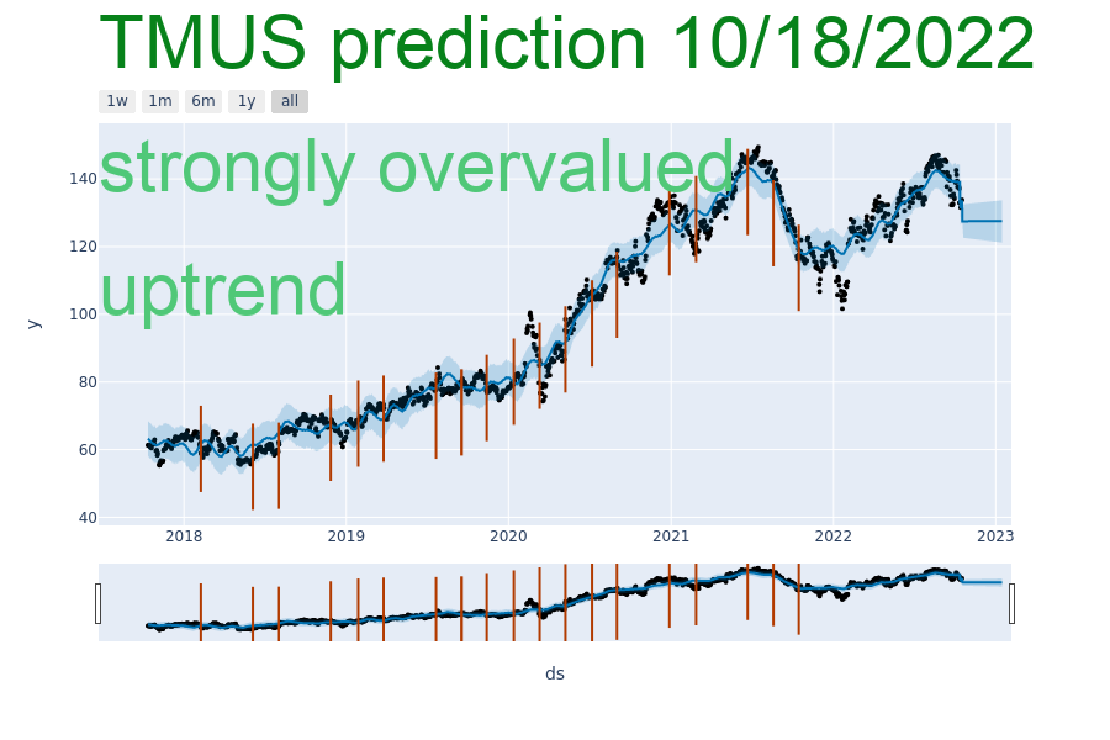 TMUS prediction 10/18/2022
1w 1m 6m 1y all
strongly overvalued
uptrend
140
120
100
80
60
40
y
2018 2019 2020 2021 2022 2023
ds